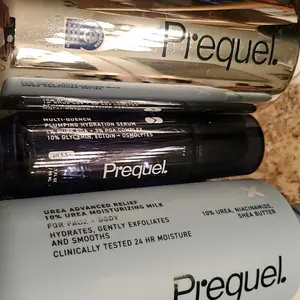 Prequel.
MULTI-QUENCH
PLUMPING HYDRATION SERUM
10% GLYCERIN, ECTOIN + OSMOLYTES
Prequel.
UREA ADVANCED RELIEF
10% UREA MOISTURIZING MILK
FOR FACE + BODY
HYDRATES, GENTLY EXFOLIATES
AND SMOOTHS
CLINICALLY TESTED 24 HR MOISTURE
10% UREA, NIACINAMIDE,
SHEA BUTTER
Prequel.